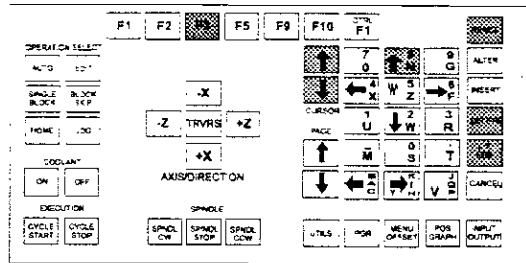 F1 F2 F5 F9 F10 CTRL F1
OPERATION SELECT
AUTO EDIT
ALTER
SINGLE BLOCK BLOCK SKIP
INSERT
HOME JOG
-X
-Z TRVRS +Z
+X
AXIS/DIRECTION
CURSOR
PAGE
7 O N 9 G
4 X W 5 Z 6 F
1 U 2 W 3 R
M 0 S T
COOLANT
ON OFF
CANCEL
EXECUTION
CYCLE START CYCLE STOP
SPINDLE
SPNDL CW SPNDL STOP SPNDL CCW
UTILS PGR MENU OFFSET POS GRAPH INPUT OUTPUT